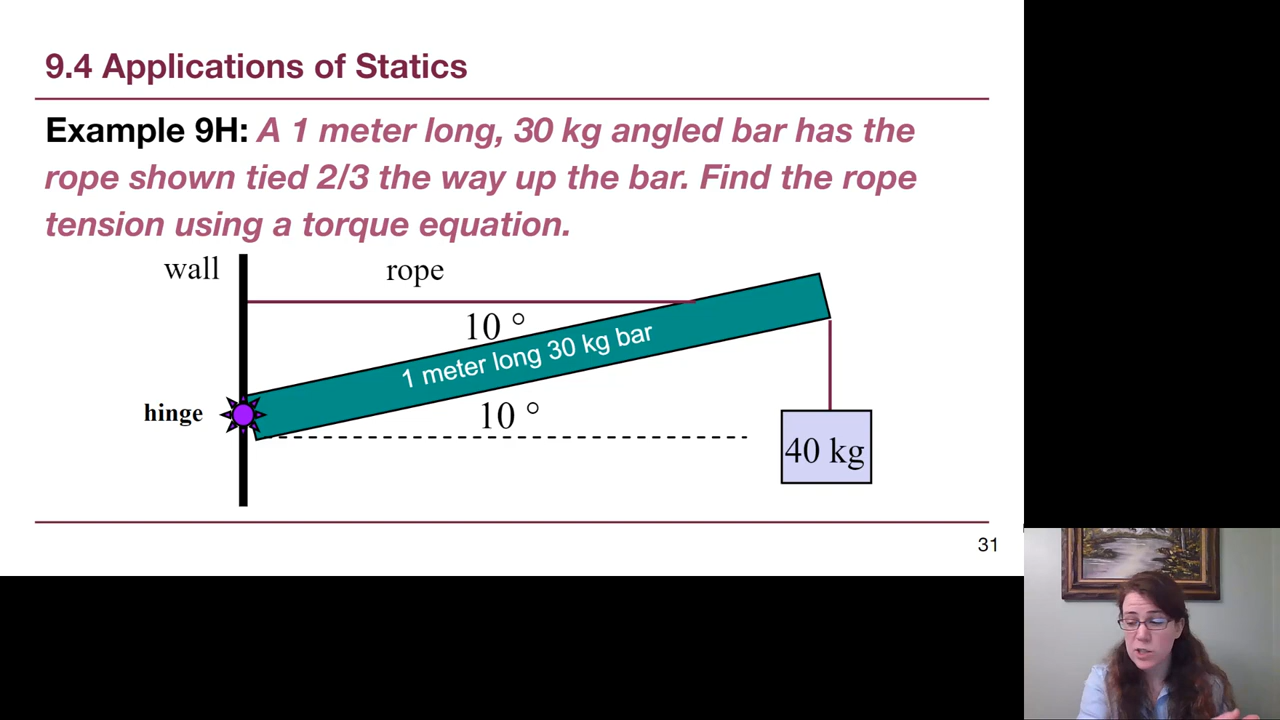 9.4 Applications of Statics
Example 9H: A 1 meter long, 30 kg angled bar has the
rope shown tied 2/3 the way up the bar. Find the rope
tension using a torque equation.
wall
rope
10 °
1 meter long 30 kg bar
hinge
10 °
40 kg
31